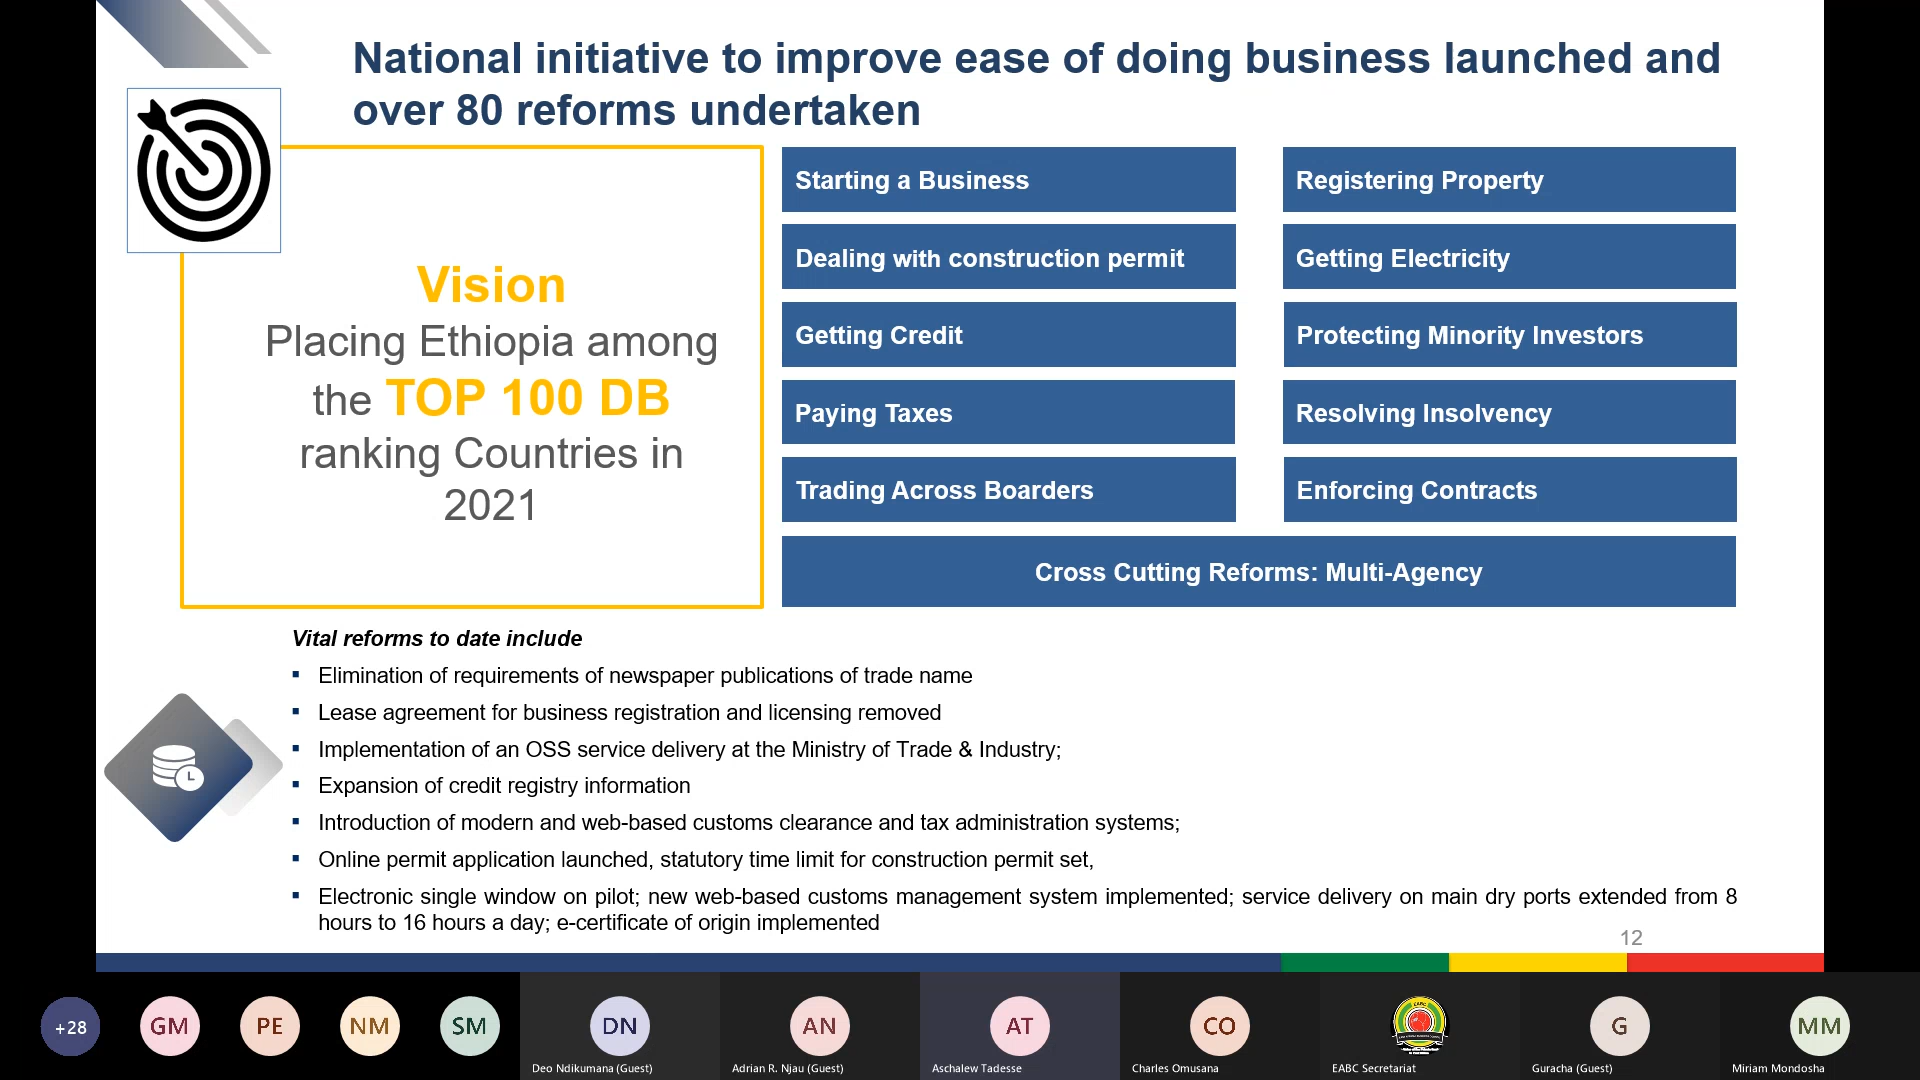 National initiative to improve ease of doing business launched and
over 80 reforms undertaken
Vision
Placing Ethiopia among
the TOP 100 DB
ranking Countries in
2021
Starting a Business
Registering Property
Dealing with construction permit
Getting Electricity
Getting Credit
Protecting Minority Investors
Paying Taxes
Resolving Insolvency
Trading Across Boarders
Enforcing Contracts
Cross Cutting Reforms: Multi-Agency
Vital reforms to date include
▪ Elimination of requirements of newspaper publications of trade name
▪ Lease agreement for business registration and licensing removed
▪ Implementation of an OSS service delivery at the Ministry of Trade & Industry;
▪ Expansion of credit registry information
▪ Introduction of modern and web-based customs clearance and tax administration systems;
▪ Online permit application launched, statutory time limit for construction permit set,
▪ Electronic single window on pilot; new web-based customs management system implemented; service delivery on main dry ports extended from 8
hours to 16 hours a day; e-certificate of origin implemented
12
+28
GM
PE
NM
SM
DN
AN
AT
CO
G
MM
Deo Ndikumana (Guest)
Adrian R. Njau (Guest)
Aschalew Tadesse
Charles Omusana
EABC Secretariat
Guracha (Guest)
Miriam Mondosha